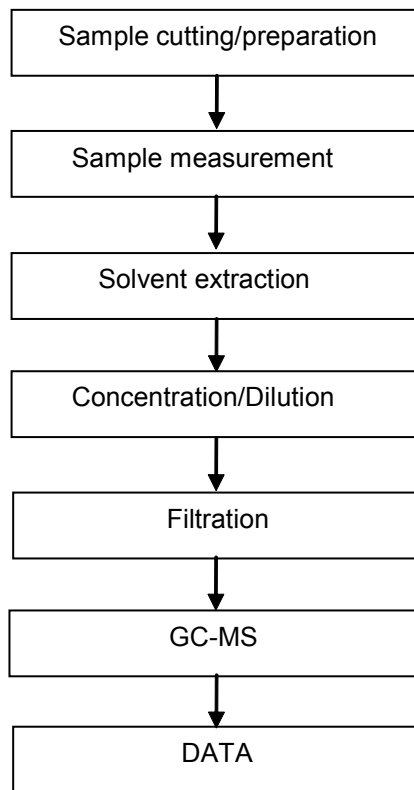 Sample cutting/preparation
Sample measurement
Solvent extraction
Concentration/Dilution
Filtration
GC-MS
DATA